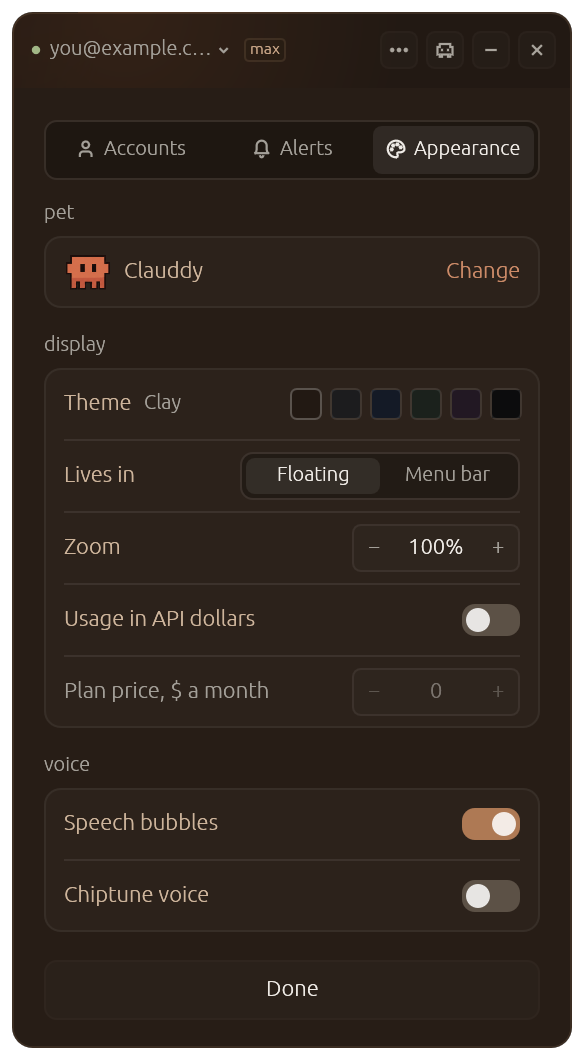 you@example.c... max
Accounts Alerts Appearance
pet
Clauddy Change
display
Theme Clay
Lives in Floating Menu bar
Zoom − 100% +
Usage in API dollars
Plan price, $ a month − 0 +
voice
Speech bubbles
Chiptune voice
Done